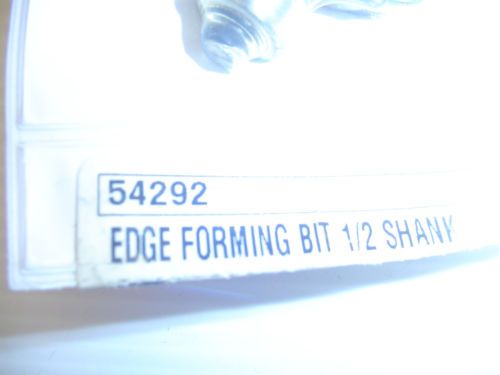 54292
EDGE FORMING BIT 1/2 SHANK